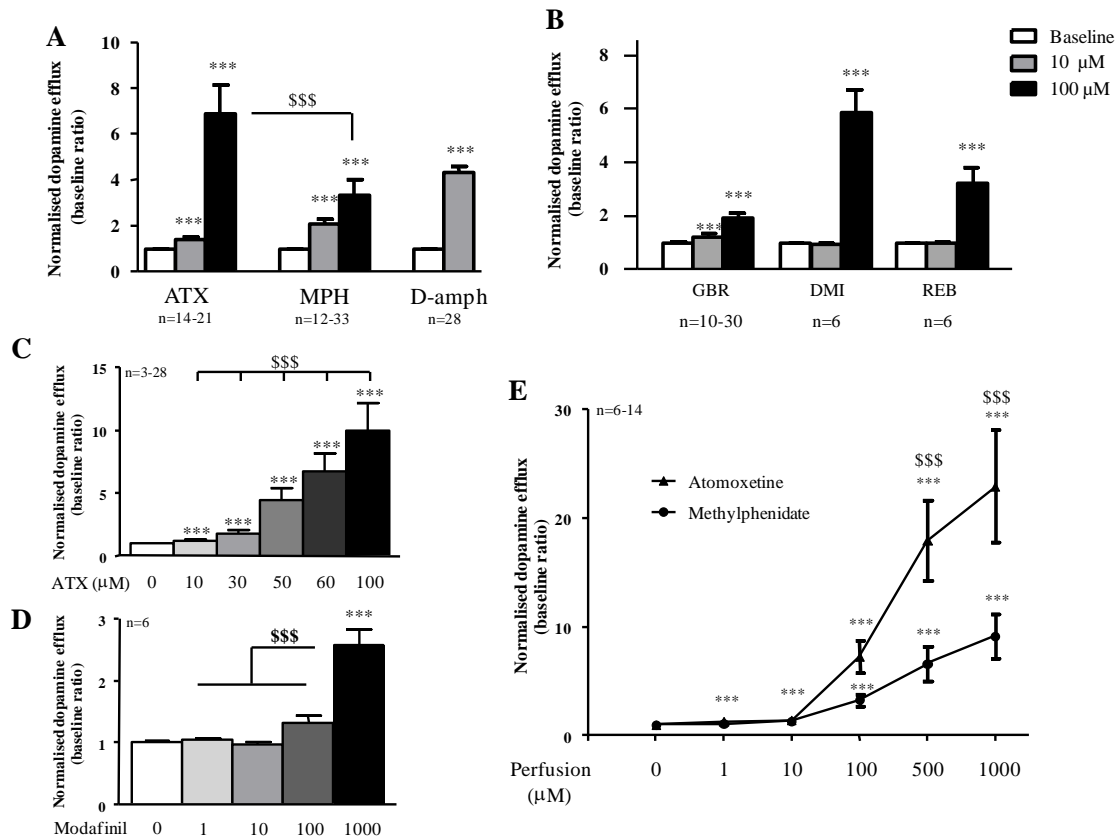 A
Normalised dopamine efflux
(baseline ratio)
10
8
6
4
2
0
***
***
$$$
***
***
***
ATX
MPH
D-amph
n=14-21
n=12-33
n=28
B
Normalised dopamine efflux
(baseline ratio)
8
6
4
2
0
***
***
***
***
GBR
DMI
REB
n=10-30
n=6
n=6
Baseline
10 μM
100 μM
C
Normalised dopamine efflux
(baseline ratio)
15
10
5
0
n=3-28
$$$
***
***
***
***
***
ATX (μM) 0 10 30 50 60 100
D
Normalised dopamine efflux
(baseline ratio)
3
2
1
0
n=6
$$$
***
Modafinil 0 1 10 100 1000
E
Normalised dopamine efflux
(baseline ratio)
30
20
10
0
n=6-14
Atomoxetine
Methylphenidate
$$$
***
$$$
***
***
***
***
***
***
***
Perfusion 0 1 10 100 500 1000
(μM)